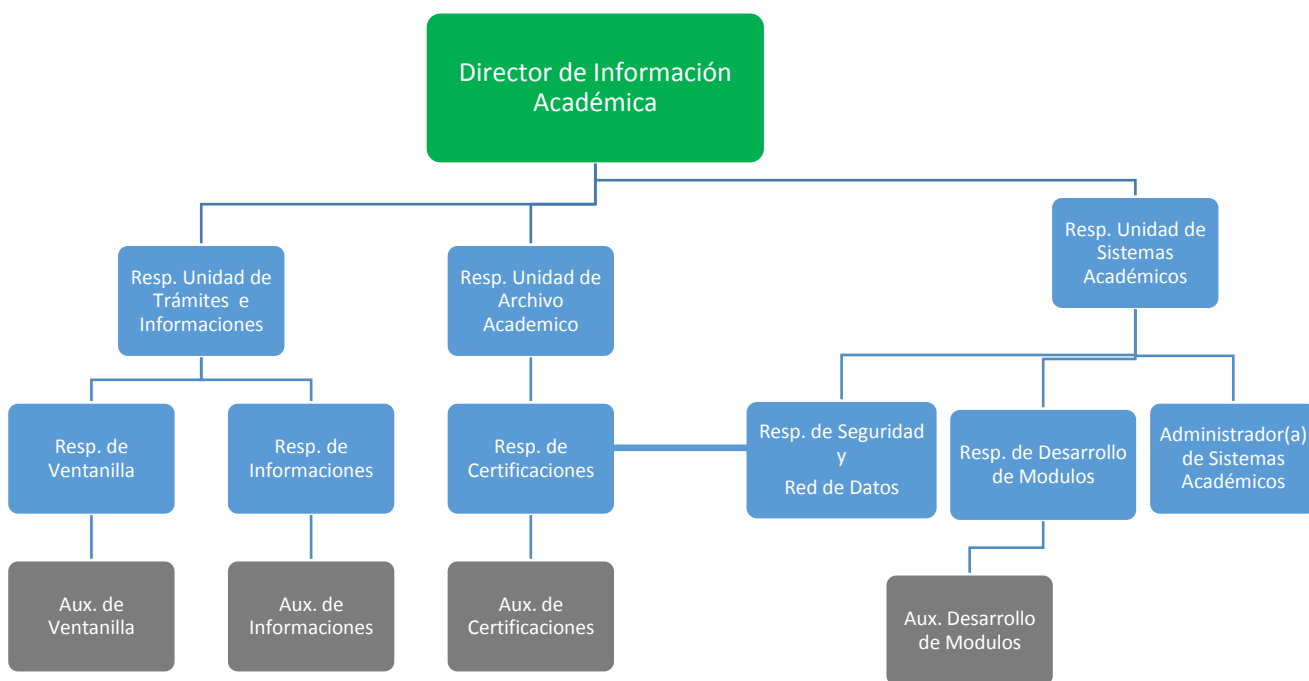 Director de Información
Académica
Resp. Unidad de
Trámites e
Informaciones
Resp. Unidad de
Archivo
Academico
Resp. Unidad de
Sistemas
Académicos
Resp. de
Ventanilla
Resp. de
Informaciones
Resp. de
Certificaciones
Resp. de Seguridad
y
Red de Datos
Resp. de Desarrollo
de Modulos
Administrador(a)
de Sistemas
Académicos
Aux. de
Ventanilla
Aux. de
Informaciones
Aux. de
Certificaciones
Aux. Desarrollo
de Modulos